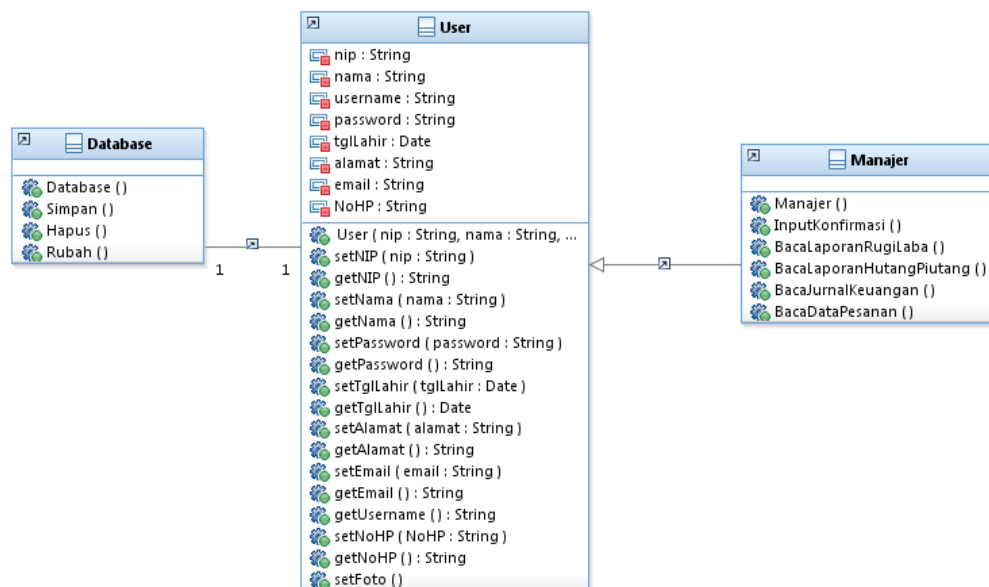 Database
Database ()
Simpan ()
Hapus ()
Rubah ()
1
1
User
nip : String
nama : String
username : String
password : String
tglLahir : Date
alamat : String
email : String
NoHP : String
User ( nip : String, nama : String, ...
setNIP ( nip : String )
getNIP () : String
setNama ( nama : String )
getNama () : String
setPassword ( password : String )
getPassword () : String
setTglLahir ( tglLahir : Date )
getTglLahir () : Date
setAlamat ( alamat : String )
getAlamat () : String
setEmail ( email : String )
getEmail () : String
getUsername () : String
setNoHP ( NoHP : String )
getNoHP () : String
setFoto ()
Manajer
Manajer ()
InputKonfirmasi ()
BacaLaporanRugiLaba ()
BacaLaporanHutangPiutang ()
BacaJurnalKeuangan ()
BacaDataPesanan ()